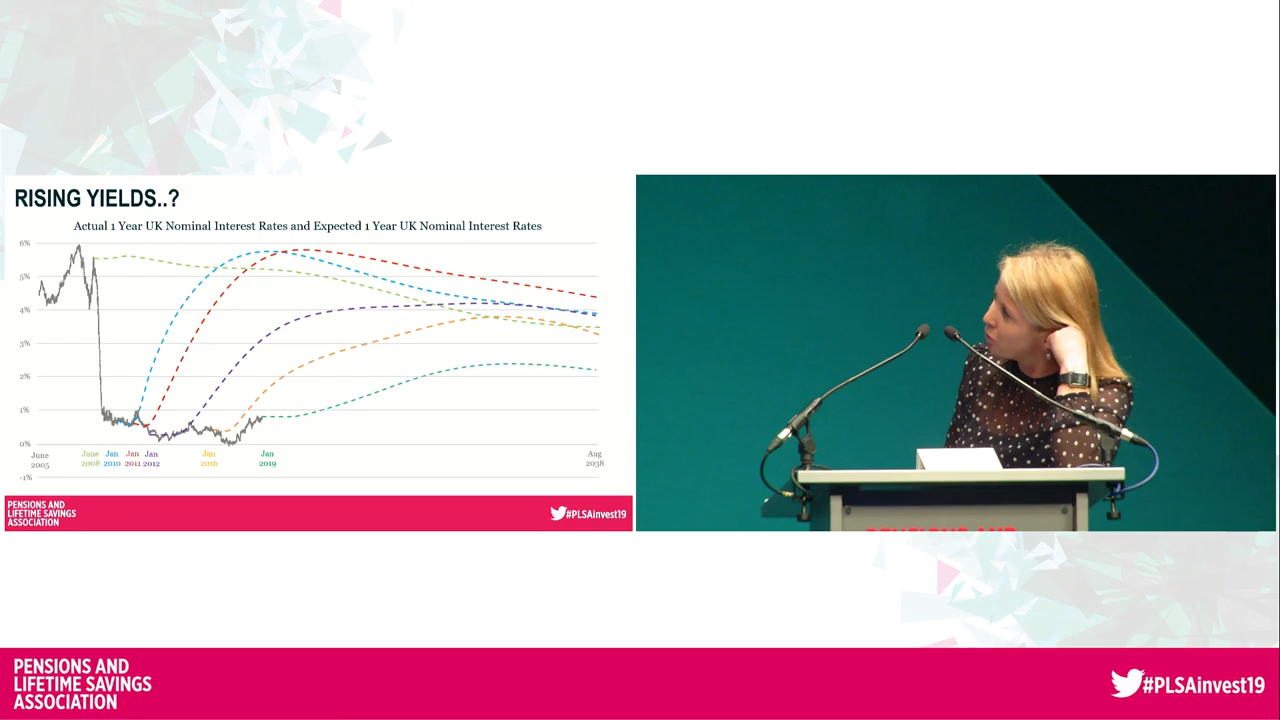 RISING YIELDS..?
Actual 1 Year UK Nominal Interest Rates and Expected 1 Year UK Nominal Interest Rates
6%
5%
4%
3%
2%
1%
0%
-1%
June
2005
June
2008
Jan
2010
Jan
2011
Jan
2012
Jan
2016
Jan
2019
Aug
2038
PENSIONS AND
LIFETIME SAVINGS
ASSOCIATION
#PLSAinvest19
PENSIONS AND
PENSIONS AND
LIFETIME SAVINGS
ASSOCIATION
#PLSAinvest19